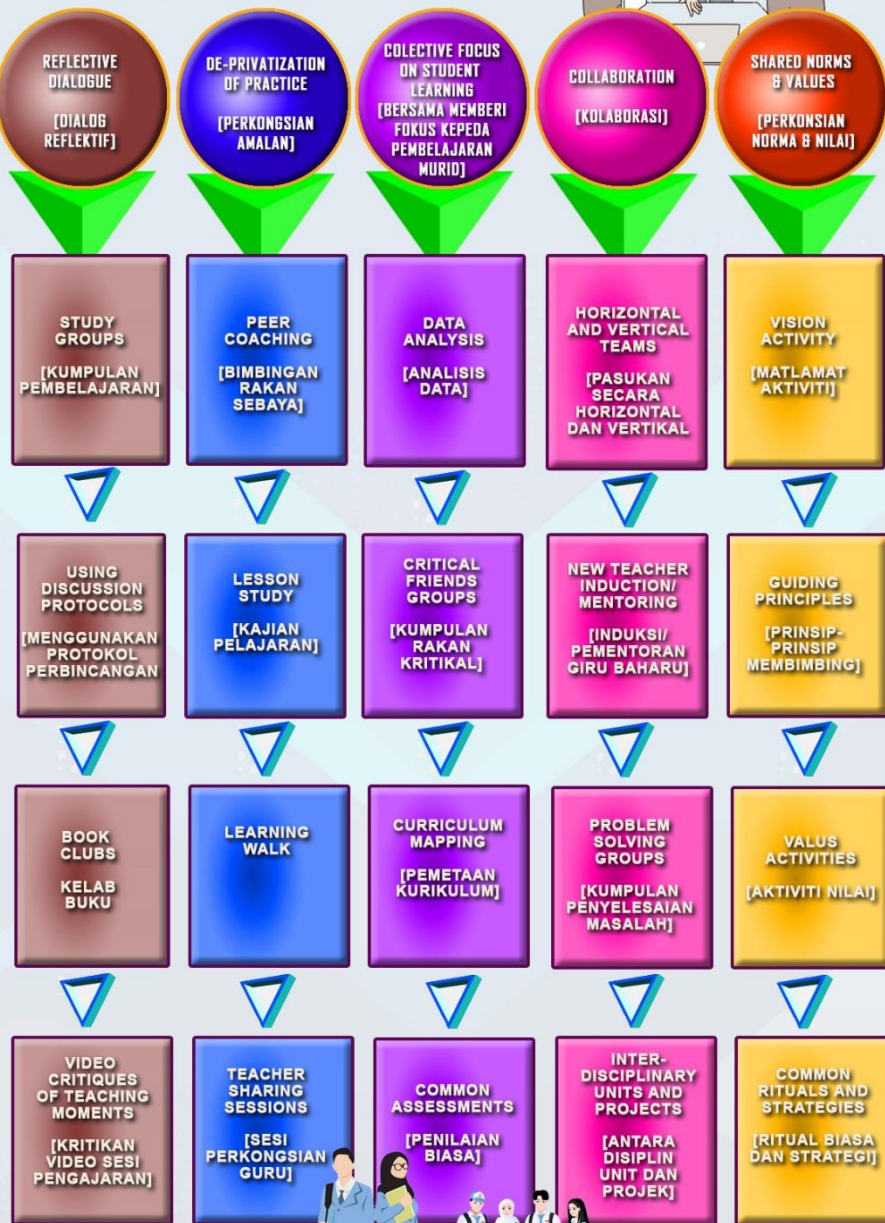 REFLECTIVE
DIALOGUE
[DIALOG
REFLEKTIF]
DE-PRIVATIZATION
OF PRACTICE
[PERKONGSIAN
AMALAN]
COLECTIVE FOCUS
ON STUDENT
LEARNING
[BERSAMA MEMBERI
FOKUS KEPEDA
PEMBELAJARAN
MURID]
COLLABORATION
[KOLABORASI]
SHARED NORMS
& VALUES
[PERKONSIAN
NORMA & NILAI]
STUDY
GROUPS
[KUMPULAN
PEMBELAJARAN]
PEER
COACHING
[BIMBINGAN
RAKAN
SEBAYA]
DATA
ANALYSIS
[ANALISIS
DATA]
HORIZONTAL
AND VERTICAL
TEAMS
[PASUKAN
SECARA
HORIZONTAL
DAN VERTIKAL
VISION
ACTIVITY
[MATLAMAT
AKTIVITI]
USING
DISCUSSION
PROTOCOLS
[MENGGUNAKAN
PROTOKOL
PERBINCANGAN
LESSON
STUDY
[KAJIAN
PELAJARAN]
CRITICAL
FRIENDS
GROUPS
[KUMPULAN
RAKAN
KRITIKAL]
NEW TEACHER
INDUCTION/
MENTORING
[INDUKSI/
PEMENTORAN
GIRU BAHARU]
GUIDING
PRINCIPLES
[PRINSIP-
PRINSIP
MEMBIMBING]
BOOK
CLUBS
KELAB
BUKU
LEARNING
WALK
CURRICULUM
MAPPING
[PEMETAAN
KURIKULUM]
PROBLEM
SOLVING
GROUPS
[KUMPULAN
PENYELESAIAN
MASALAH]
VALUS
ACTIVITIES
[AKTIVITI NILAI]
VIDEO
CRITIQUES
OF TEACHING
MOMENTS
[KRITIKAN
VIDEO SESI
PENGAJARAN]
TEACHER
SHARING
SESSIONS
[SESI
PERKONGSIAN
GURU]
COMMON
ASSESSMENTS
[PENILAIAN
BIASA]
INTER-
DISCIPLINARY
UNITS AND
PROJECTS
[ANTARA
DISIPLIN
UNIT DAN
PROJEK]
COMMON
RITUALS AND
STRATEGIES
[RITUAL BIASA
DAN STRATEGI]